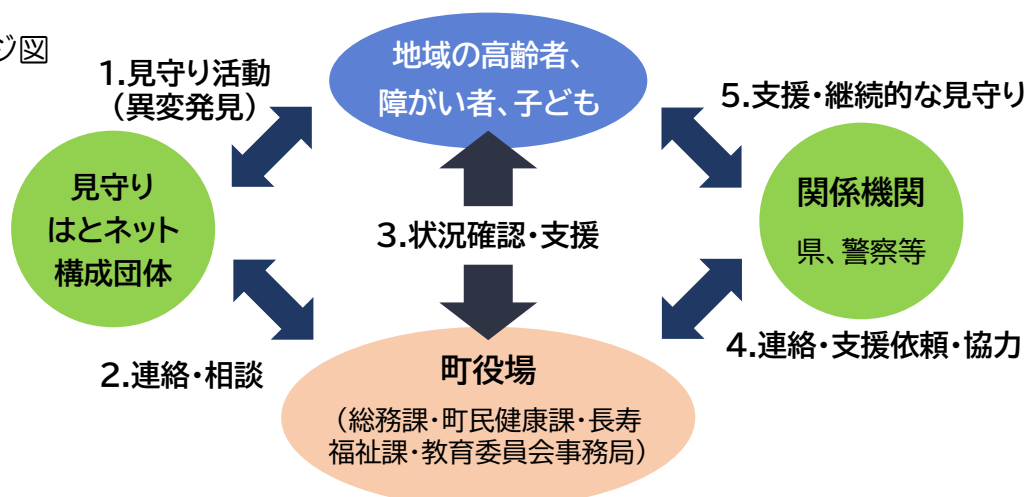 ジ図
1.見守り活動
(異変発見)
地域の高齢者、
障がい者、子ども
5.支援・継続的な見守り
見守り
はとネット
構成団体
3.状況確認・支援
関係機関
県、警察等
2.連絡・相談
4.連絡・支援依頼・協力
町役場
(総務課・町民健康課・長寿
福祉課・教育委員会事務局)